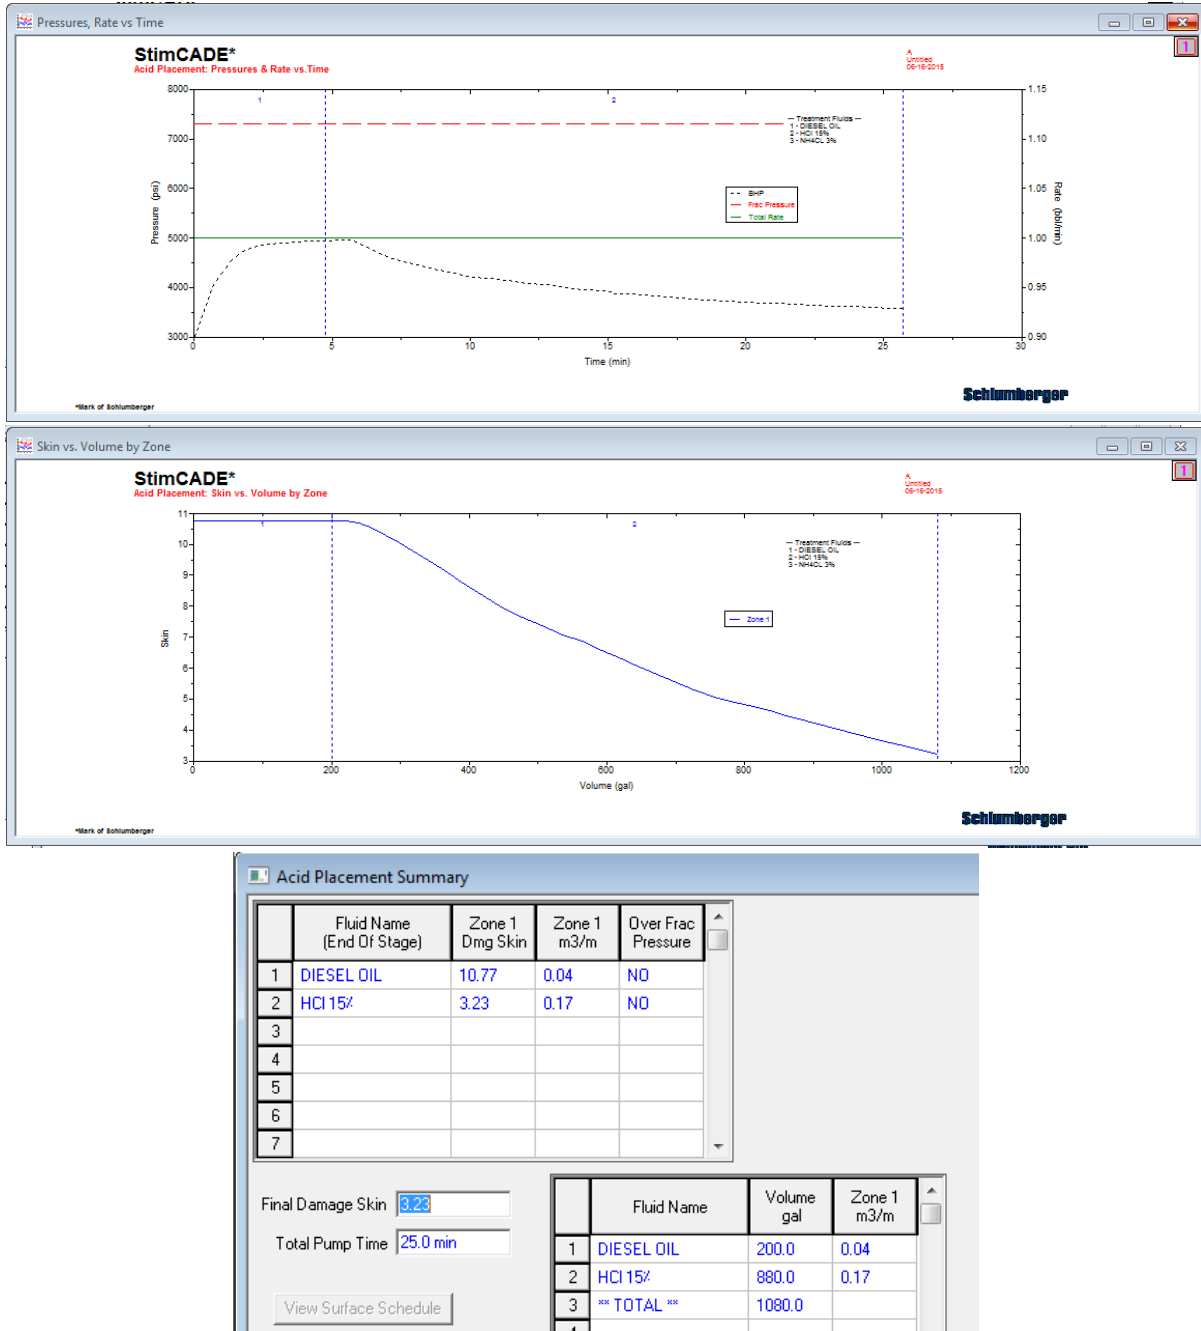 Pressures, Rate vs Time
1
StimCADE*
Acid Placement: Pressures & Rate vs.Time
A
Untitled
06-16-2015
8000
7000
6000
5000
4000
3000
Pressure (psi)
1
2
— Treatment Fluids —
1 - DIESEL OIL
2 - HCl 15%
3 - NH4CL 3%
BHP
Frac Pressure
Total Rate
1.15
1.10
1.05
1.00
0.95
0.90
Rate (bbl/min)
0 5 10 15 20 25 30
Time (min)
Schlumberger
*Mark of Schlumberger
Skin vs. Volume by Zone
1
StimCADE*
Acid Placement: Skin vs. Volume by Zone
A
Untitled
06-16-2015
11
10
9
8
7
6
5
4
3
Skin
1
2
— Treatment Fluids —
1 - DIESEL OIL
2 - HCl 15%
3 - NH4CL 3%
Zone 1
0 200 400 600 800 1000 1200
Volume (gal)
Schlumberger
*Mark of Schlumberger
Acid Placement Summary
Fluid Name (End Of Stage) Zone 1 Dmg Skin Zone 1 m3/m Over Frac Pressure
1 DIESEL OIL 10.77 0.04 NO
2 HCl 15% 3.23 0.17 NO
3
4
5
6
7
Final Damage Skin 3.23
Total Pump Time 25.0 min
View Surface Schedule
Fluid Name Volume gal Zone 1 m3/m
1 DIESEL OIL 200.0 0.04
2 HCl 15% 880.0 0.17
3 ** TOTAL ** 1080.0